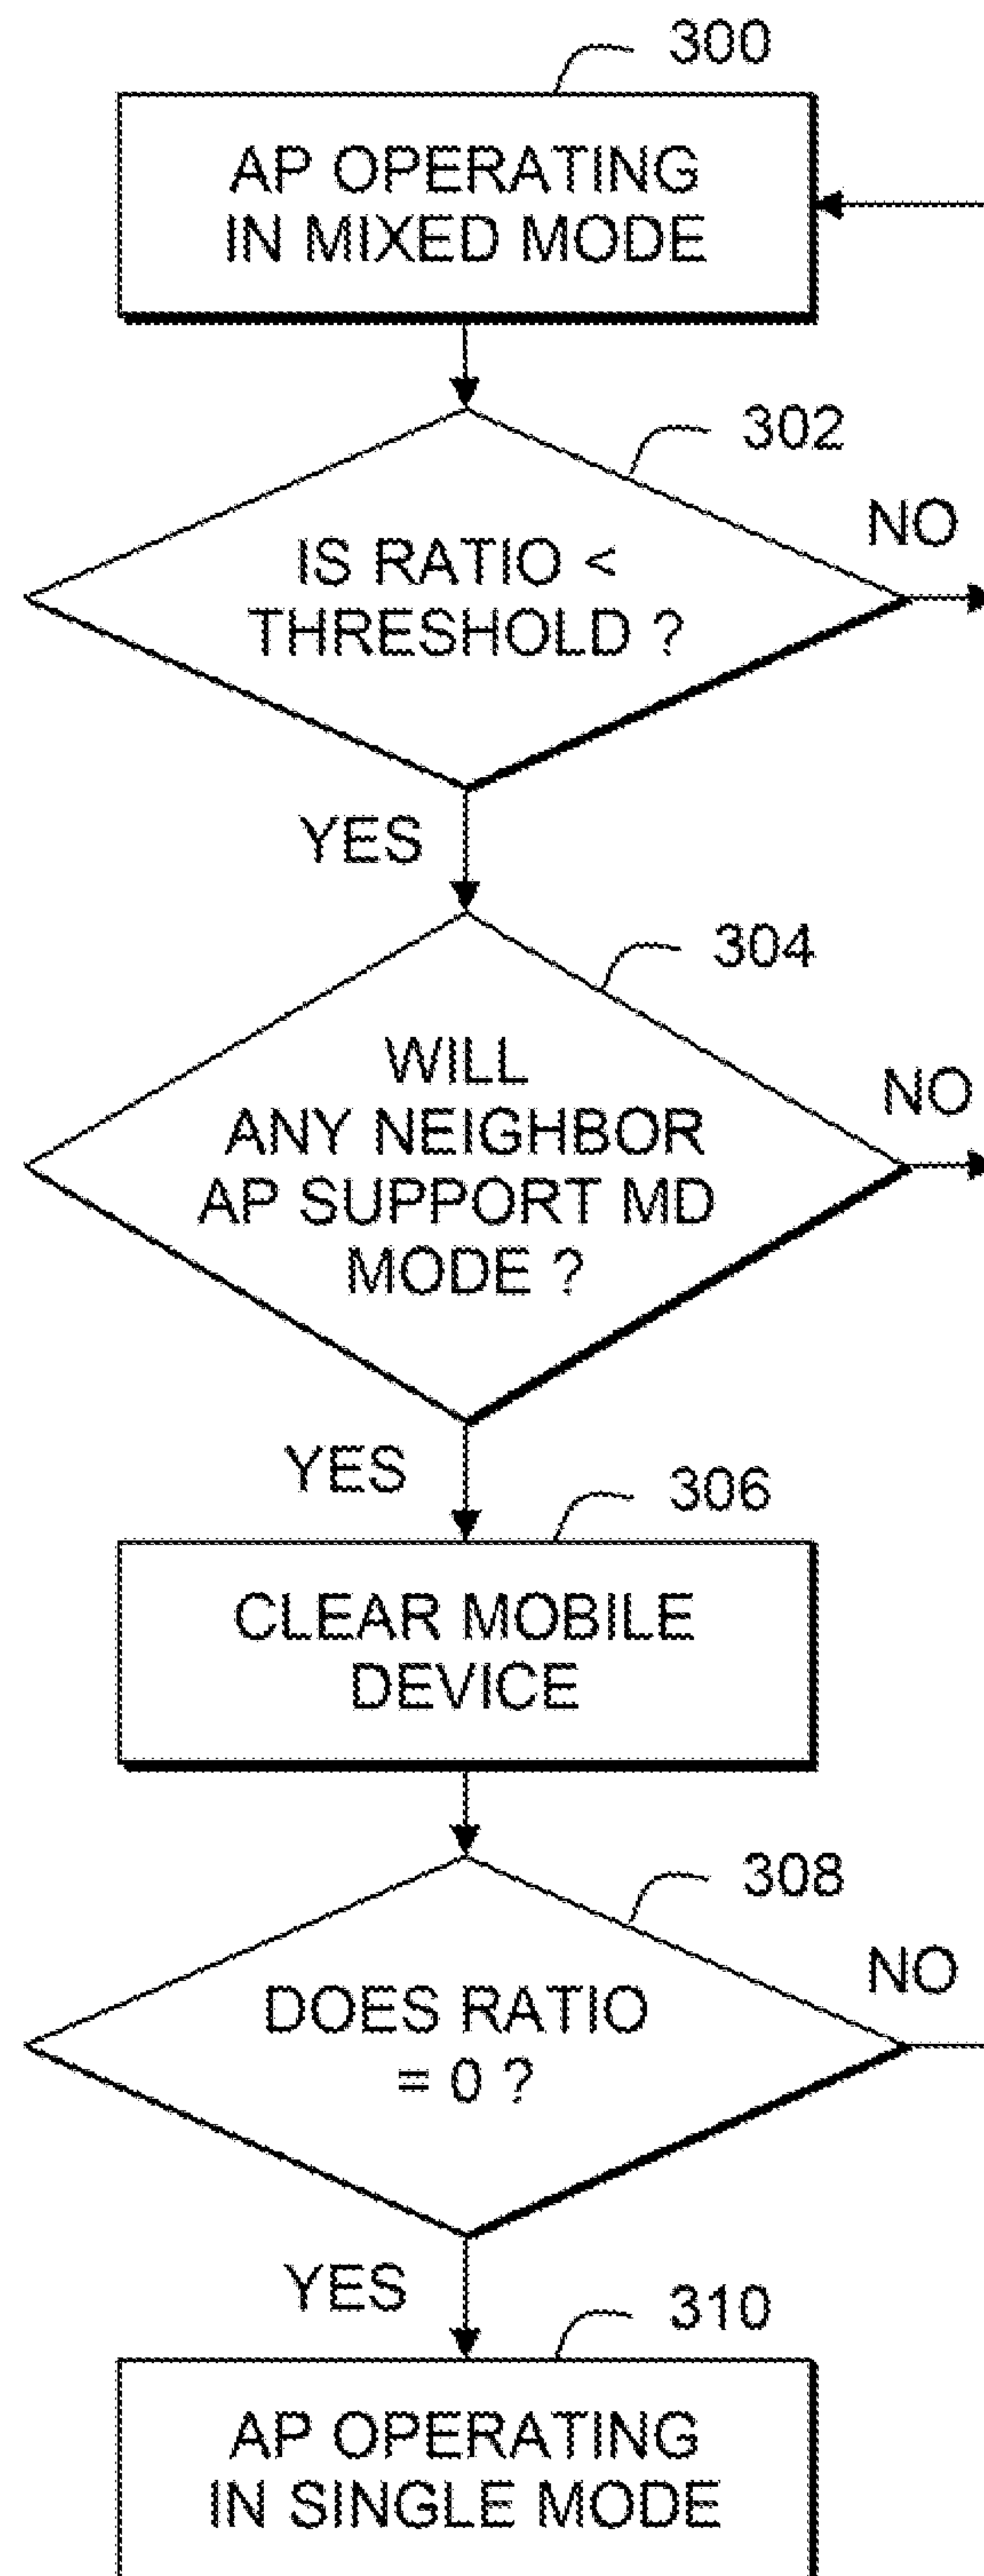 300
AP OPERATING
IN MIXED MODE
302
IS RATIO <
THRESHOLD ?
NO
YES
304
WILL
ANY NEIGHBOR
AP SUPPORT MD
MODE ?
NO
YES
306
CLEAR MOBILE
DEVICE
308
DOES RATIO
= 0 ?
NO
YES
310
AP OPERATING
IN SINGLE MODE